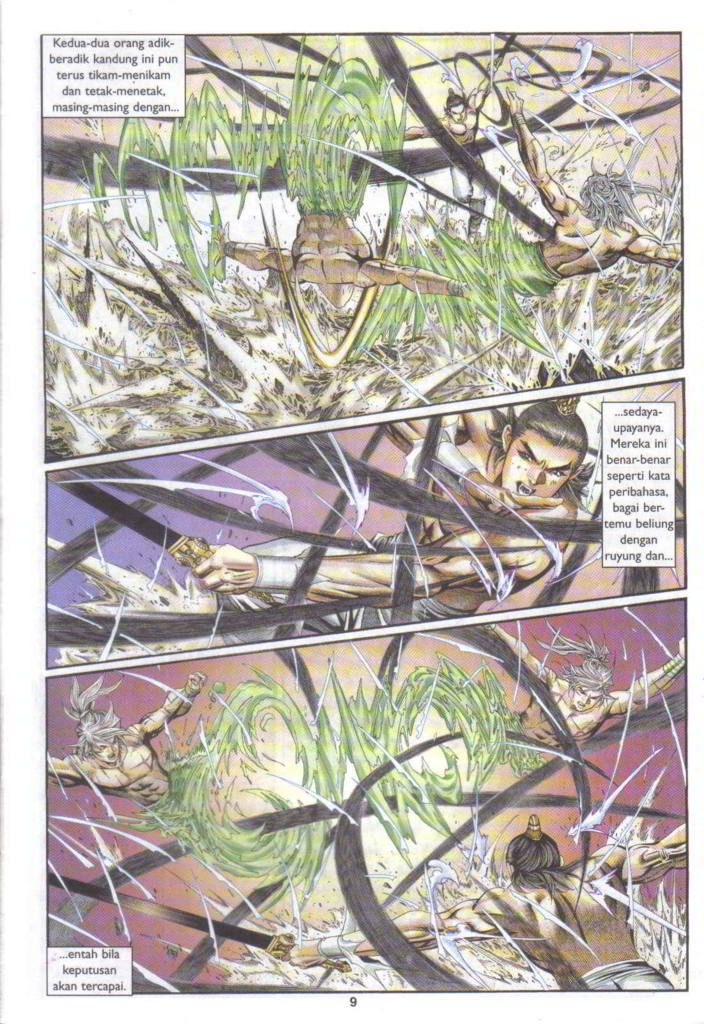 Kedua-dua orang adik-
beradik kandung ini pun
terus tikam-menikam
dan tetak-menetak,
masing-masing dengan...
...sedaya-
upayanya.
Mereka ini
benar-benar
seperti kata
peribahasa,
bagai ber-
temu beliung
dengan
ruyung dan...
...entah bila
keputusan
akan tercapai.
9